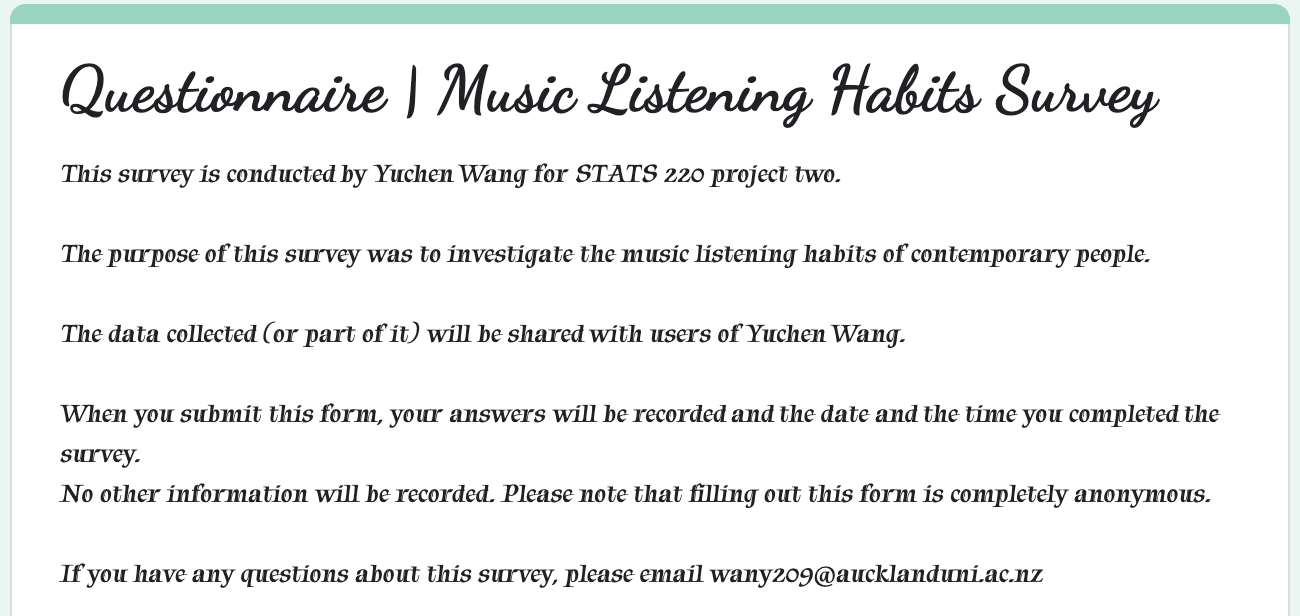 Questionnaire | Music Listening Habits Survey
This survey is conducted by Yuchen Wang for STATS 220 project two.
The purpose of this survey was to investigate the music listening habits of contemporary people.
The data collected (or part of it) will be shared with users of Yuchen Wang.
When you submit this form, your answers will be recorded and the date and the time you completed the
survey.
No other information will be recorded. Please note that filling out this form is completely anonymous.
If you have any questions about this survey, please email wany209@aucklanduni.ac.nz